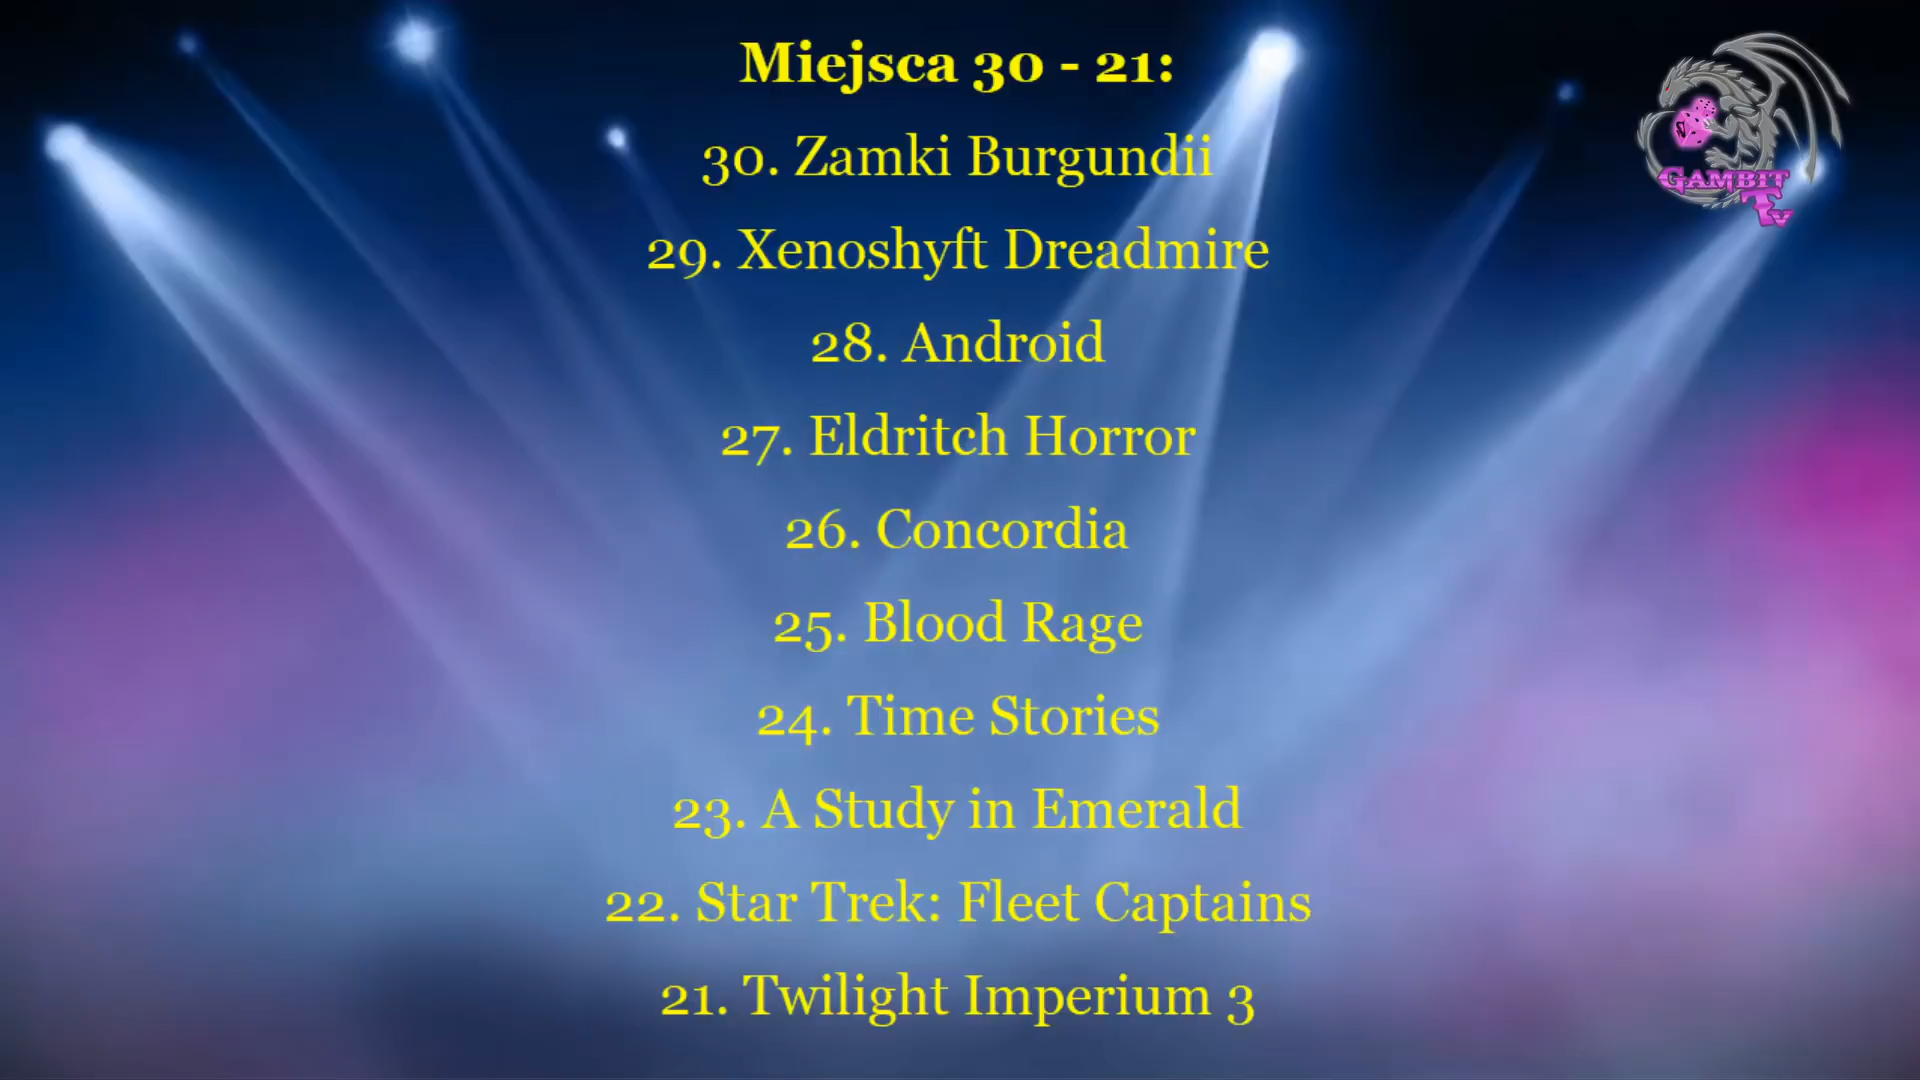 Miejsca 30 - 21:
30. Zamki Burgundii
29. Xenoshyft Dreadmire
28. Android
27. Eldritch Horror
26. Concordia
25. Blood Rage
24. Time Stories
23. A Study in Emerald
22. Star Trek: Fleet Captains
21. Twilight Imperium 3
GAMBIT
TV